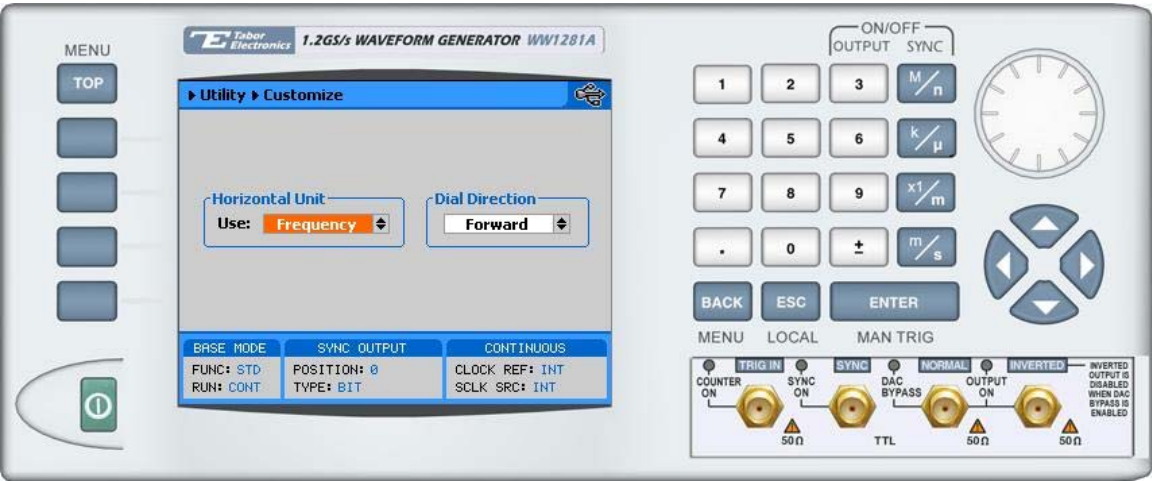 MENU
TOP
Tabor
Electronics 1.2GS/s WAVEFORM GENERATOR WW1281A
Utility Customize
Horizontal Unit
Use: Frequency
Dial Direction
Forward
BASE MODE
FUNC: STD
RUN: CONT
SYNC OUTPUT
POSITION: 0
TYPE: BIT
CONTINUOUS
CLOCK REF: INT
SCLK SRC: INT
ON/OFF
OUTPUT SYNC
1 2 3 M/n
4 5 6 k/µ
7 8 9 x1/m
. 0 ± m/s
BACK ESC ENTER
MENU LOCAL MAN TRIG
TRIG IN SYNC NORMAL INVERTED
COUNTER ON
SYNC ON
DAC BYPASS
OUTPUT ON
INVERTED
OUTPUT IS
DISABLED
WHEN DAC
BYPASS IS
ENABLED
50Ω TTL 50Ω 50Ω